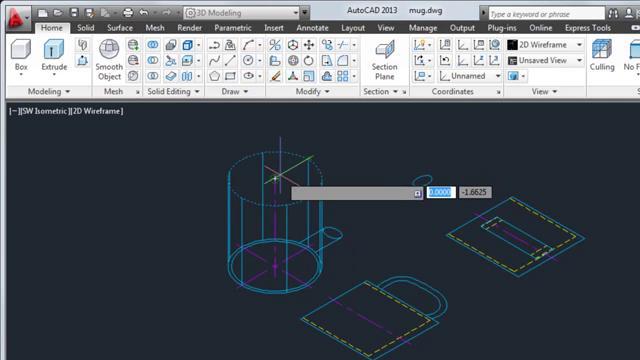 3D Modeling AutoCAD 2013 mug.dwg Type a keyword or phrase
Home Solid Surface Mesh Render Parametric Insert Annotate View Manage Output Plug-ins Online Express Tools
Box Extrude Smooth Object Section Plane 2D Wireframe Culling
Unsaved View
Unnamed
Modeling Mesh Solid Editing Draw Modify Section Coordinates View
[−][SW Isometric][2D Wireframe]
0.0000 -1.6625